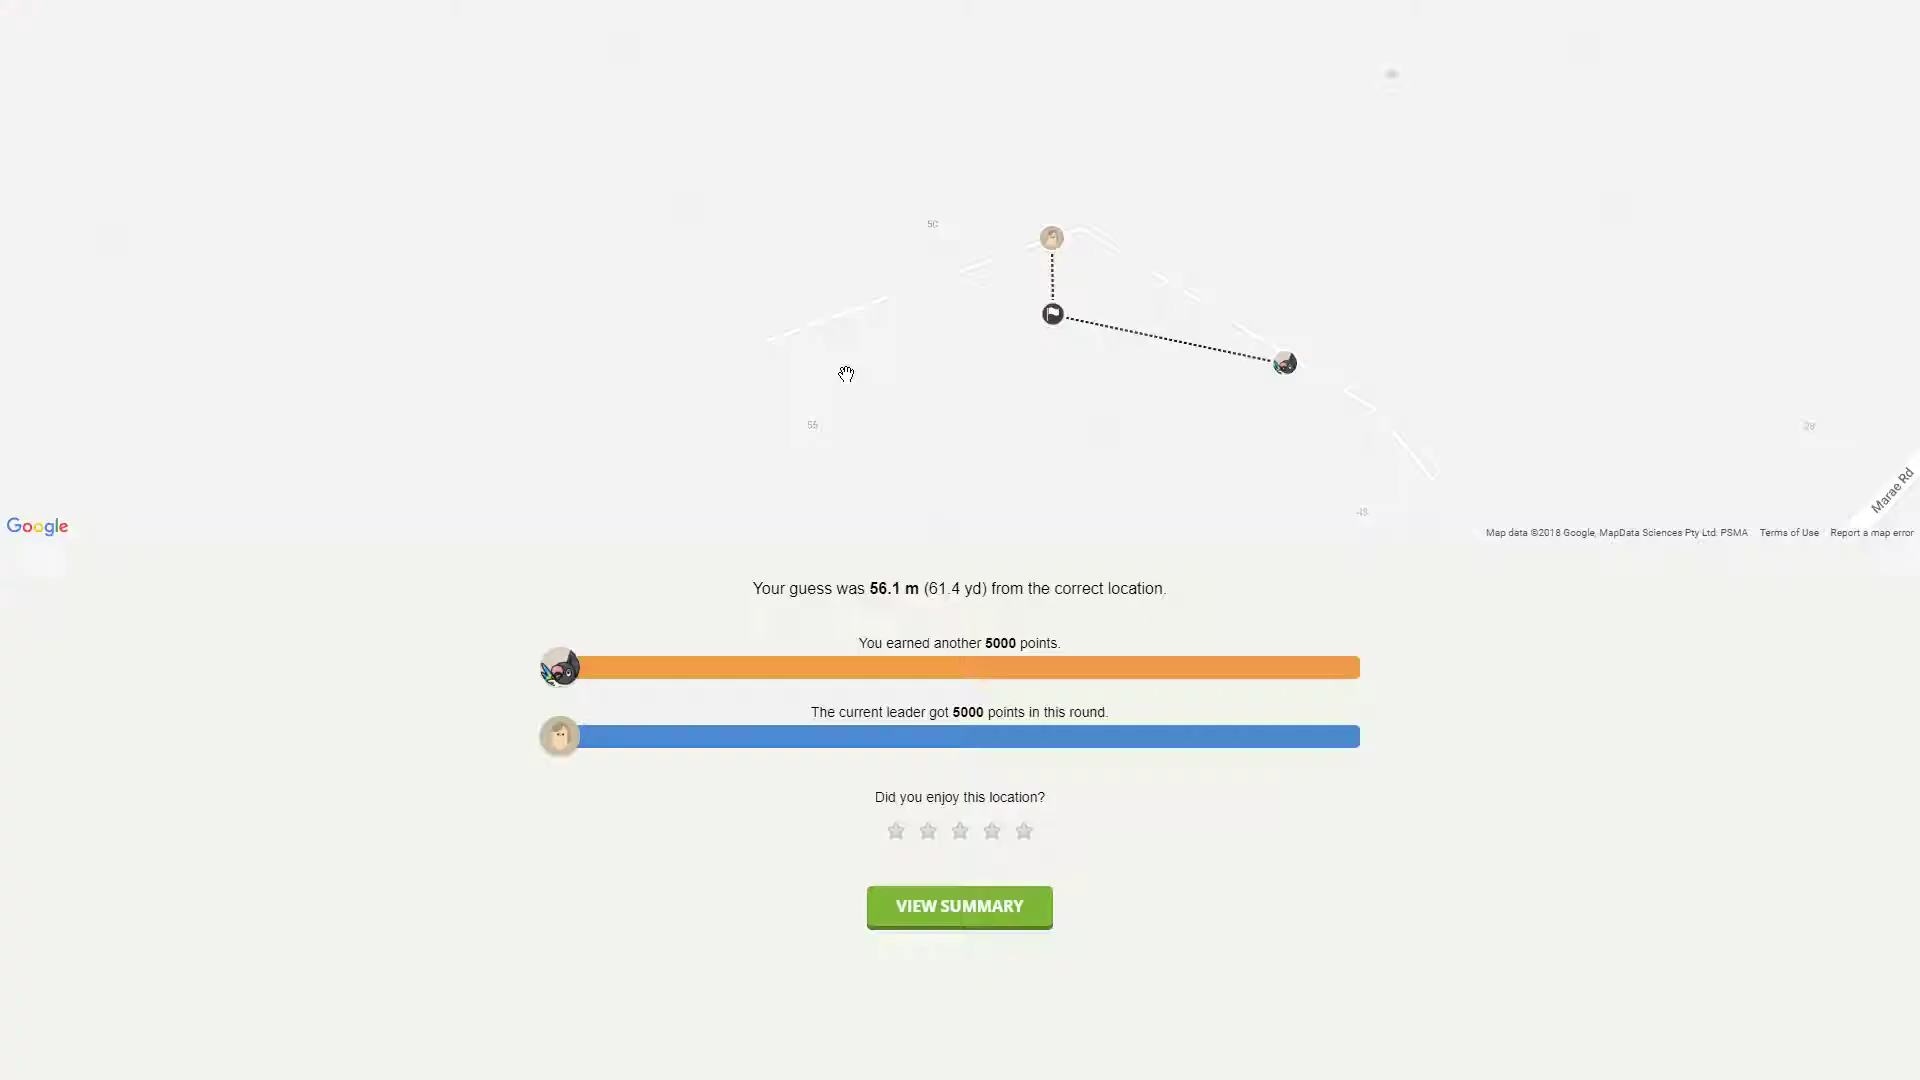 50
55
Marae Rd
Google
Map data ©2018 Google, MapData Sciences Pty Ltd, PSMA Terms of Use Report a map error
Your guess was 56.1 m (61.4 yd) from the correct location.
You earned another 5000 points.
The current leader got 5000 points in this round.
Did you enjoy this location?
VIEW SUMMARY